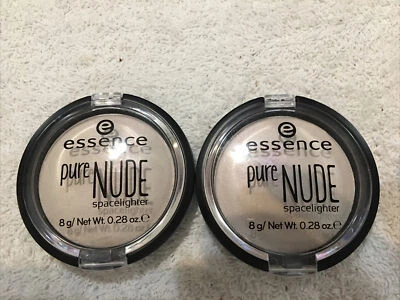 e
essence
pure NUDE
spacelighter
8 g/ Net Wt. 0.28 oz.℮
e
essence
pure NUDE
spacelighter
8 g/ Net Wt. 0.28 oz.℮